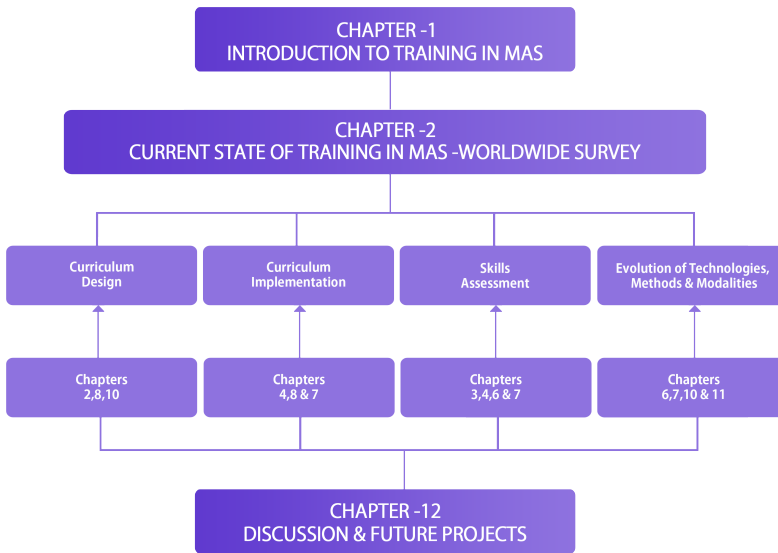 CHAPTER -1
INTRODUCTION TO TRAINING IN MAS
CHAPTER -2
CURRENT STATE OF TRAINING IN MAS -WORLDWIDE SURVEY
Curriculum
Design
Curriculum
Implementation
Skills
Assessment
Evolution of Technologies,
Methods & Modalities
Chapters
2,8,10
Chapters
4,8 & 7
Chapters
3,4,6 & 7
Chapters
6,7,10 & 11
CHAPTER -12
DISCUSSION & FUTURE PROJECTS